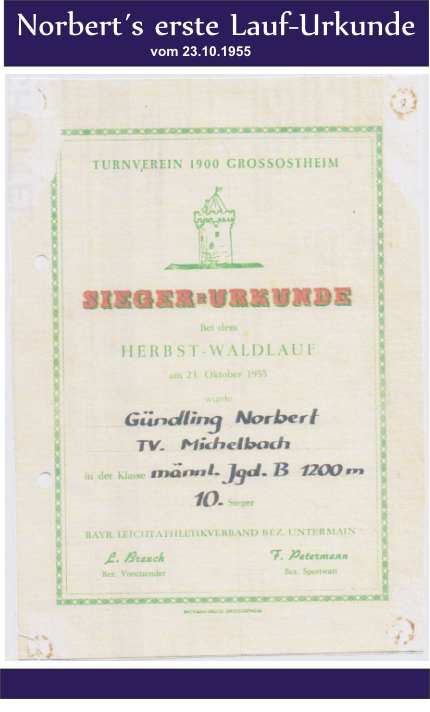 Norbert´s erste Lauf-Urkunde
vom 23.10.1955
TURNVEREIN 1900 GROSSOSTHEIM
SIEGER=URKUNDE
Bei dem
HERBST-WALDLAUF
am 23. Oktober 1955
wurde
Gündling Norbert
TV. Michelbach
in der Klasse männl. Jgd. B 1200 m
10. Sieger
BAYR. LEICHTATHLETIKVERBAND BEZ. UNTERMAIN
L. Brauch F. Petermann
Bez. Vorsitzender Bez. Sportwart